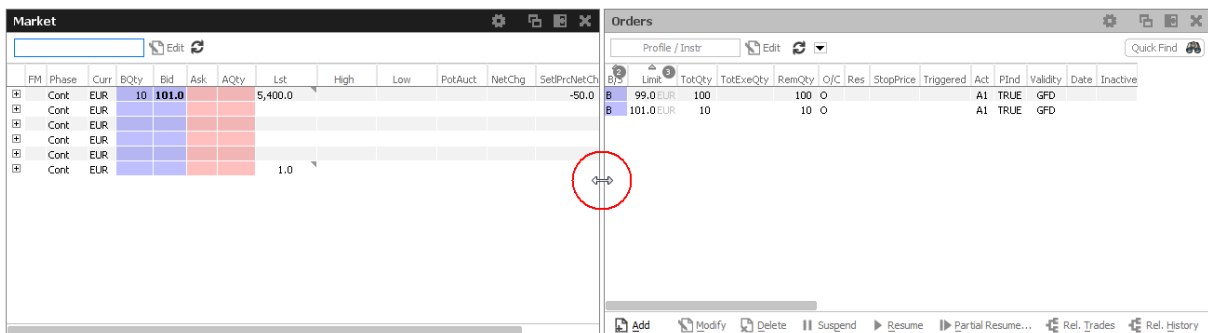 Market
Edit
FM Phase Curr BQty Bid Ask AQty Lst High Low PotAuct NetChg SetlPrcNetCh
Cont EUR 10 101.0 5,400.0 -50.0
Cont EUR
Cont EUR
Cont EUR
Cont EUR
Cont EUR 1.0
Orders
Profile / Instr Edit Quick Find
B/S 2 Limit 3 TotQty TotExeQty RemQty O/C Res StopPrice Triggered Act PInd Validity Date Inactive
B 99.0 EUR 100 100 O A1 TRUE GFD
B 101.0 EUR 10 10 O A1 TRUE GFD
Add Modify Delete Suspend Resume Partial Resume... Rel. Trades Rel. History